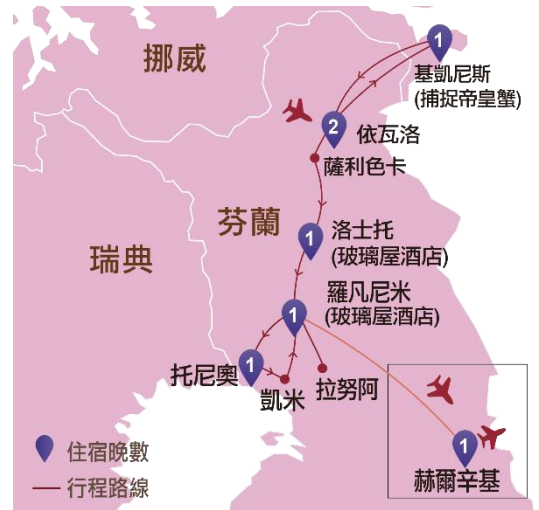 挪威
1
基凱尼斯
(捕捉帝皇蟹)
2
依瓦洛
薩利色卡
芬蘭
1
洛士托
(玻璃屋酒店)
瑞典
1
羅凡尼米
(玻璃屋酒店)
1
托尼奧
凱米
拉努阿
1
赫爾辛基
住宿晚數
行程路線